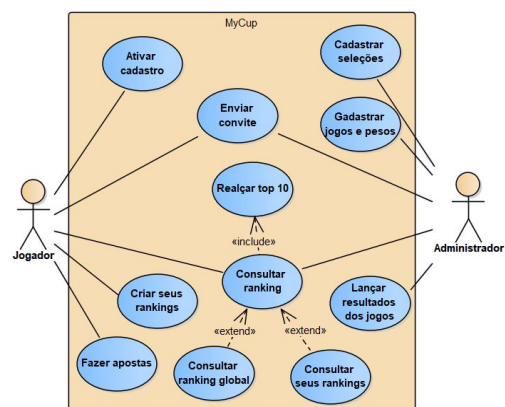 MyCup
Ativar
cadastro
Cadastrar
seleções
Enviar
convite
Gadastrar
jogos e pesos
Realçar top 10
Jogador
Administrador
«include»
Consultar
ranking
Criar seus
rankings
Lançar
resultados
dos jogos
«extend»
«extend»
Fazer apostas
Consultar
ranking global
Consultar
seus rankings